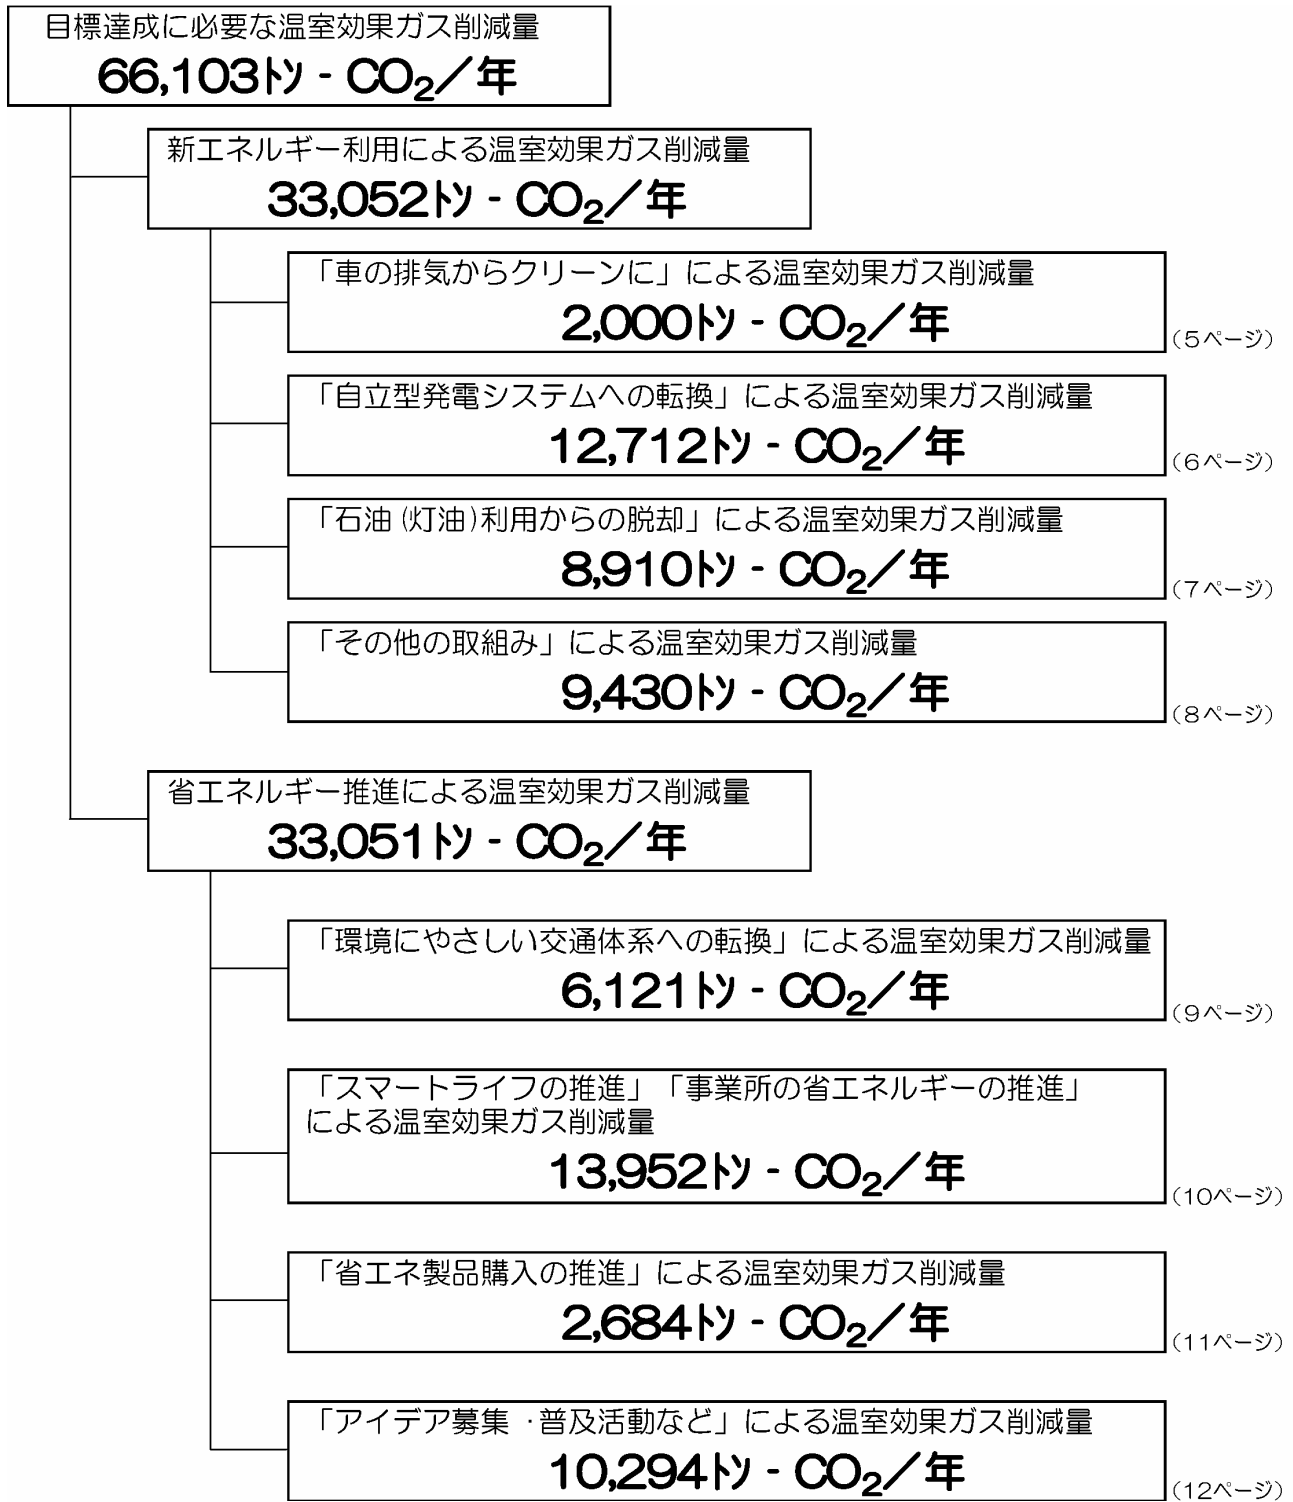 目標達成に必要な温室効果ガス削減量
66,103㌧ - CO₂／年
新エネルギー利用による温室効果ガス削減量
33,052㌧ - CO₂／年
「車の排気からクリーンに」による温室効果ガス削減量
2,000㌧ - CO₂／年
（5ページ）
「自立型発電システムへの転換」による温室効果ガス削減量
12,712㌧ - CO₂／年
（6ページ）
「石油(灯油)利用からの脱却」による温室効果ガス削減量
8,910㌧ - CO₂／年
（7ページ）
「その他の取組み」による温室効果ガス削減量
9,430㌧ - CO₂／年
（8ページ）
省エネルギー推進による温室効果ガス削減量
33,051㌧ - CO₂／年
「環境にやさしい交通体系への転換」による温室効果ガス削減量
6,121㌧ - CO₂／年
（9ページ）
「スマートライフの推進」「事業所の省エネルギーの推進」
による温室効果ガス削減量
13,952㌧ - CO₂／年
（10ページ）
「省エネ製品購入の推進」による温室効果ガス削減量
2,684㌧ - CO₂／年
（11ページ）
「アイデア募集・普及活動など」による温室効果ガス削減量
10,294㌧ - CO₂／年
（12ページ）